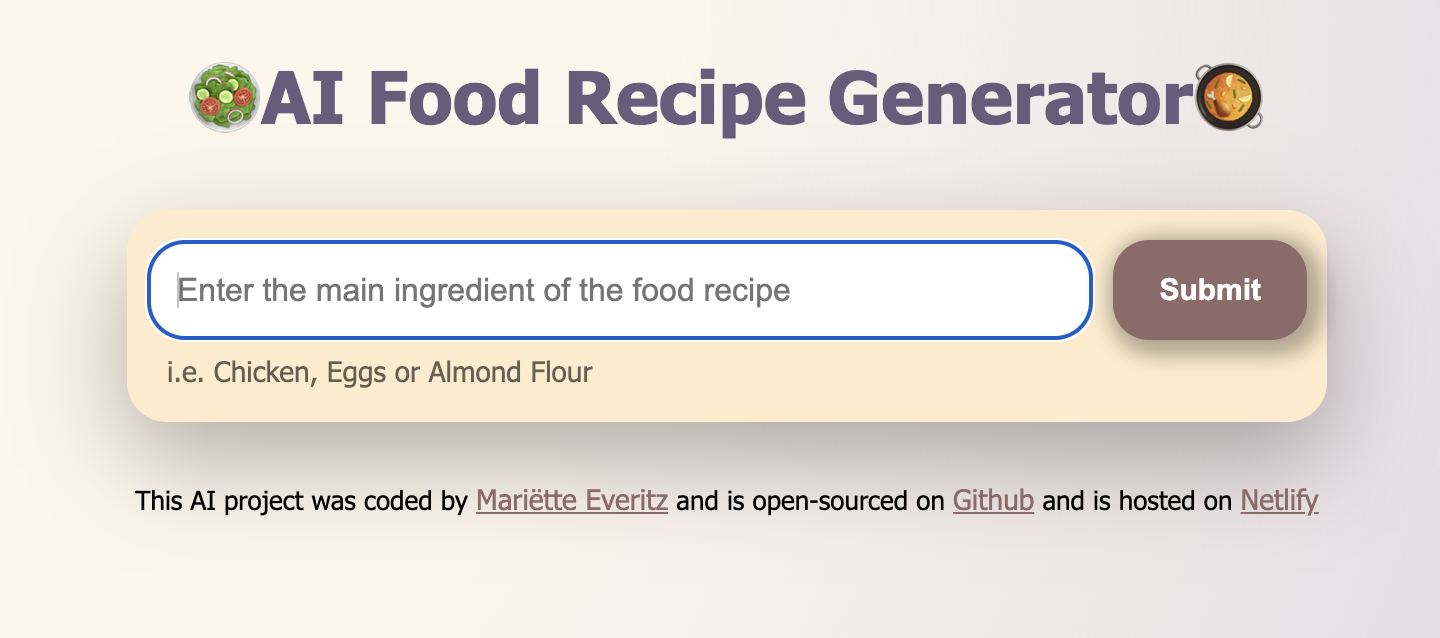 AI Food Recipe Generator
Enter the main ingredient of the food recipe
Submit
i.e. Chicken, Eggs or Almond Flour
This AI project was coded by Mariëtte Everitz and is open-sourced on Github and is hosted on Netlify